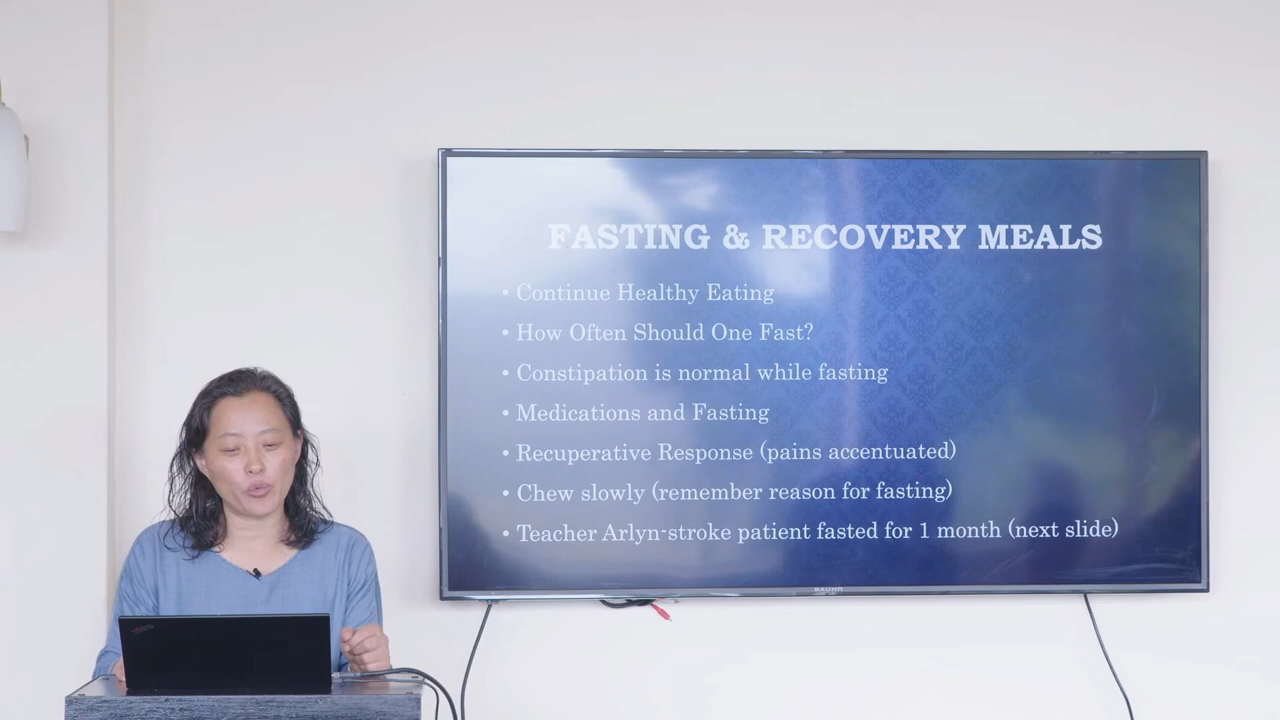 FASTING & RECOVERY MEALS
• Continue Healthy Eating
• How Often Should One Fast?
• Constipation is normal while fasting
• Medications and Fasting
• Recuperative Response (pains accentuated)
• Chew slowly (remember reason for fasting)
• Teacher Arlyn-stroke patient fasted for 1 month (next slide)